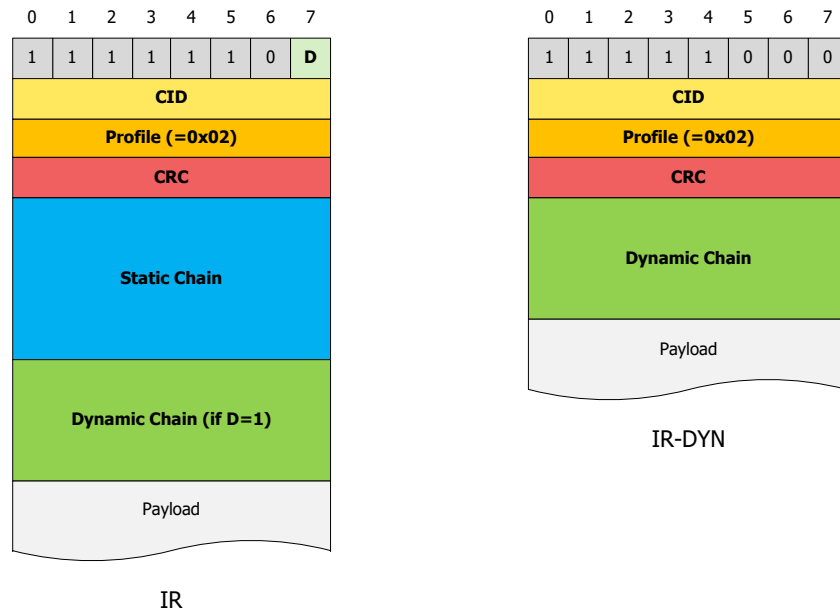 0 1 2 3 4 5 6 7
1 1 1 1 1 1 0 D
CID
Profile (=0x02)
CRC
Static Chain
Dynamic Chain (if D=1)
Payload
IR
0 1 2 3 4 5 6 7
1 1 1 1 1 0 0 0
CID
Profile (=0x02)
CRC
Dynamic Chain
Payload
IR-DYN